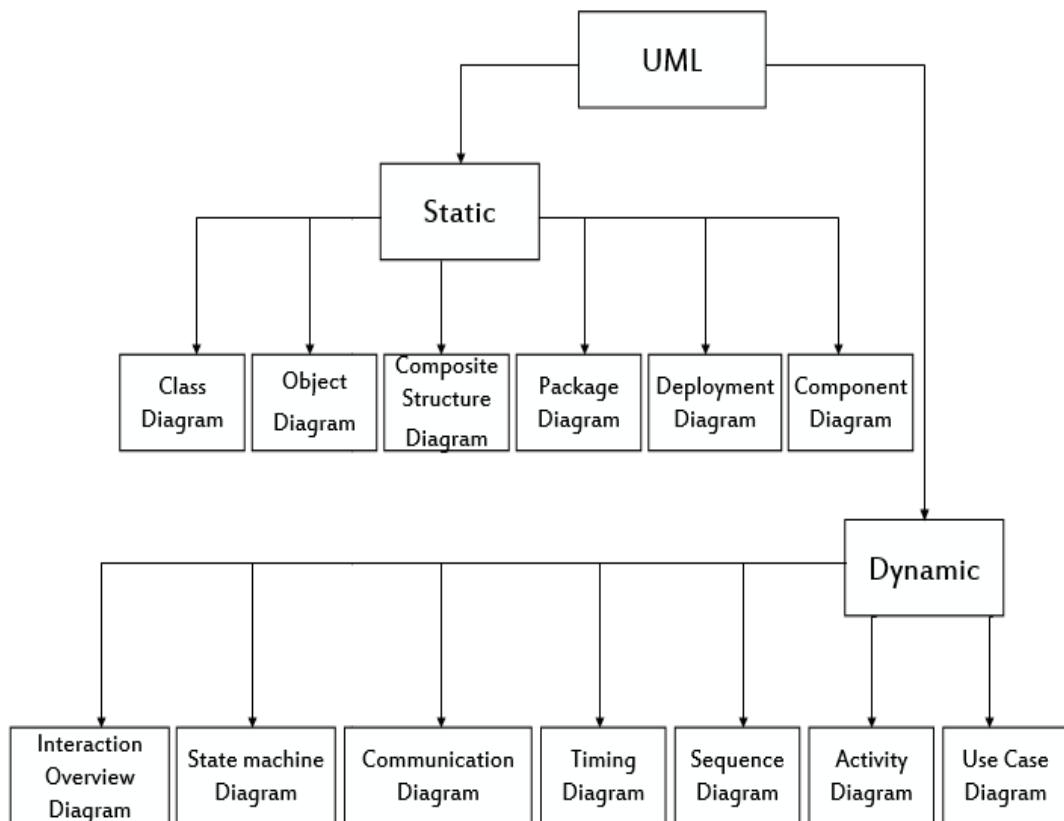 UML
Static
Class
Diagram
Object
Diagram
Composite
Structure
Diagram
Package
Diagram
Deployment
Diagram
Component
Diagram
Dynamic
Interaction
Overview
Diagram
State machine
Diagram
Communication
Diagram
Timing
Diagram
Sequence
Diagram
Activity
Diagram
Use Case
Diagram